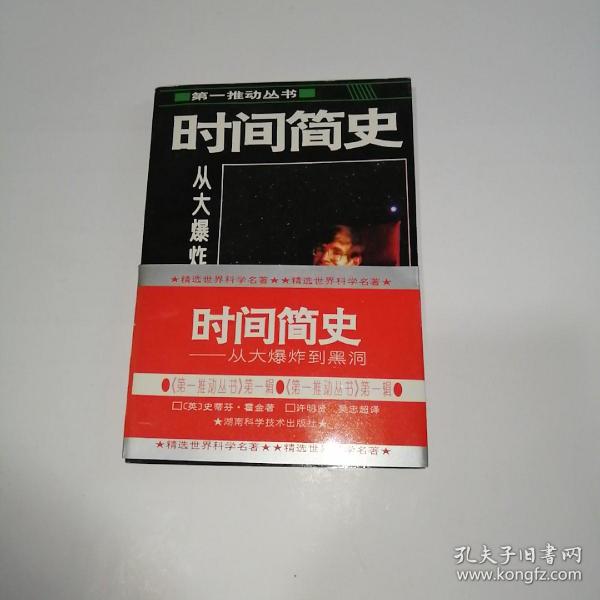 第一推动丛书
时间简史
从大爆炸
★精选世界科学名著★★精选世界科学名著★
时间简史
——从大爆炸到黑洞
●《第一推动丛书》第一辑●《第一推动丛书》第一辑●
□(英)史蒂芬·霍金著 □许明贤 吴忠超译
★湖南科学技术出版社★
★精选世界科学名著★★精选世界科学名著★
孔夫子旧书网
www.kongfz.com